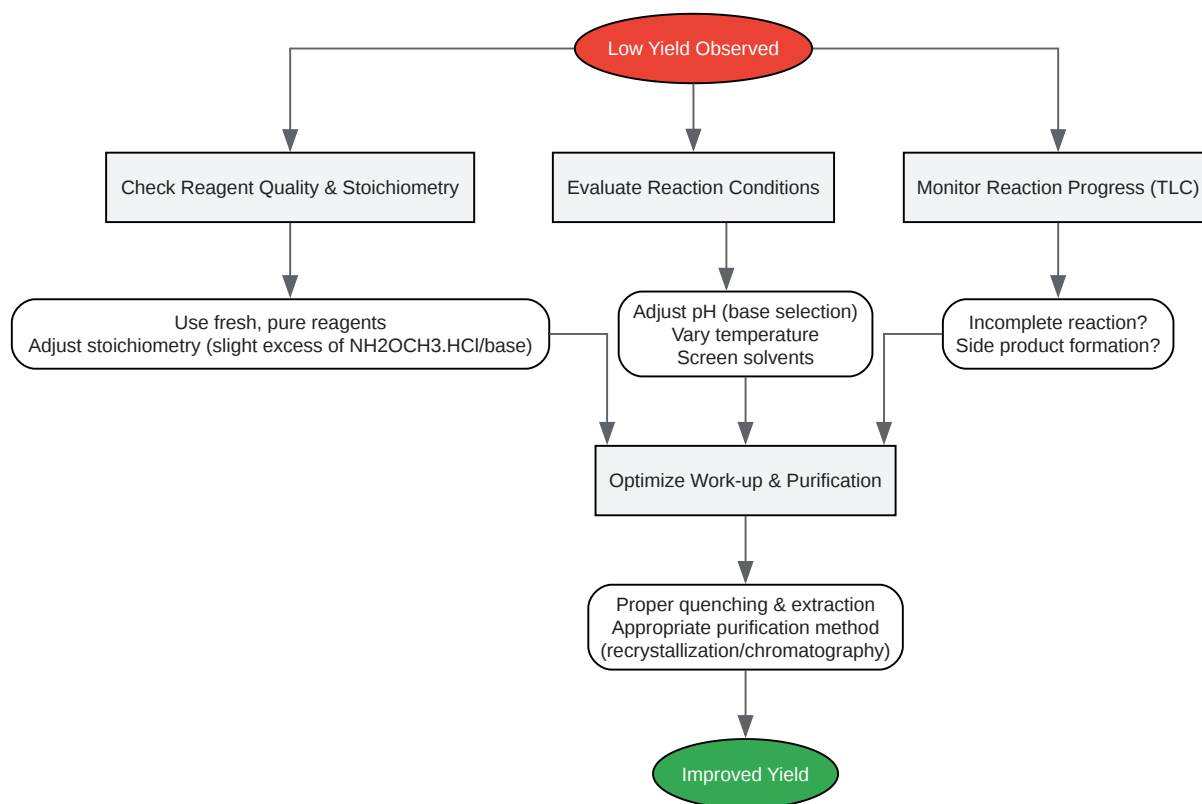 Low Yield Observed
Check Reagent Quality & Stoichiometry
Evaluate Reaction Conditions
Monitor Reaction Progress (TLC)
Use fresh, pure reagents
Adjust stoichiometry (slight excess of NH2OCH3.HCl/base)
Adjust pH (base selection)
Vary temperature
Screen solvents
Incomplete reaction?
Side product formation?
Optimize Work-up & Purification
Proper quenching & extraction
Appropriate purification method
(recrystallization/chromatography)
Improved Yield